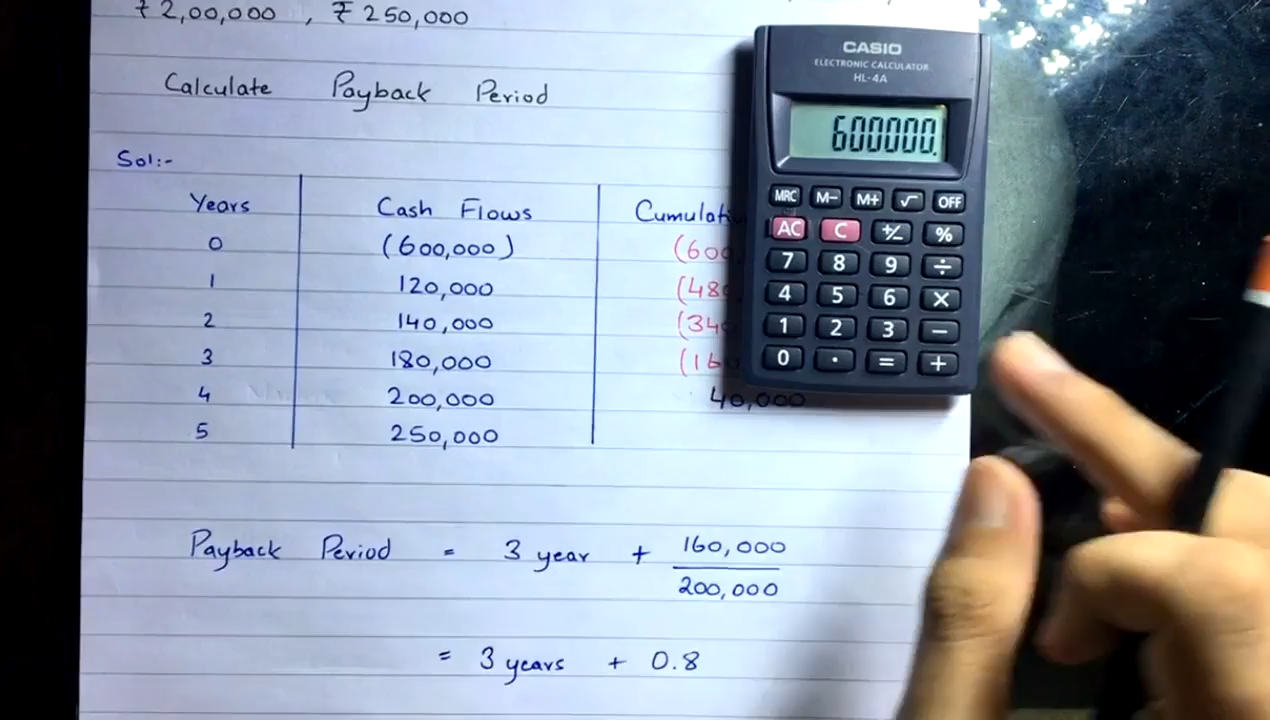 ₹ 2,00,000 , ₹ 250,000
Calculate Payback Period
Sol:-
Years Cash Flows
0 (600,000)
1 120,000
2 140,000
3 180,000
4 200,000 40,000
5 250,000
Payback Period = 3 year + 160,000
200,000
= 3 years + 0.8
CASIO
ELECTRONIC CALCULATOR
HL-4A
600000.
MRC M− M+ √ OFF
AC C +/− %
7 8 9 ÷
4 5 6 ×
1 2 3 −
0 · = +